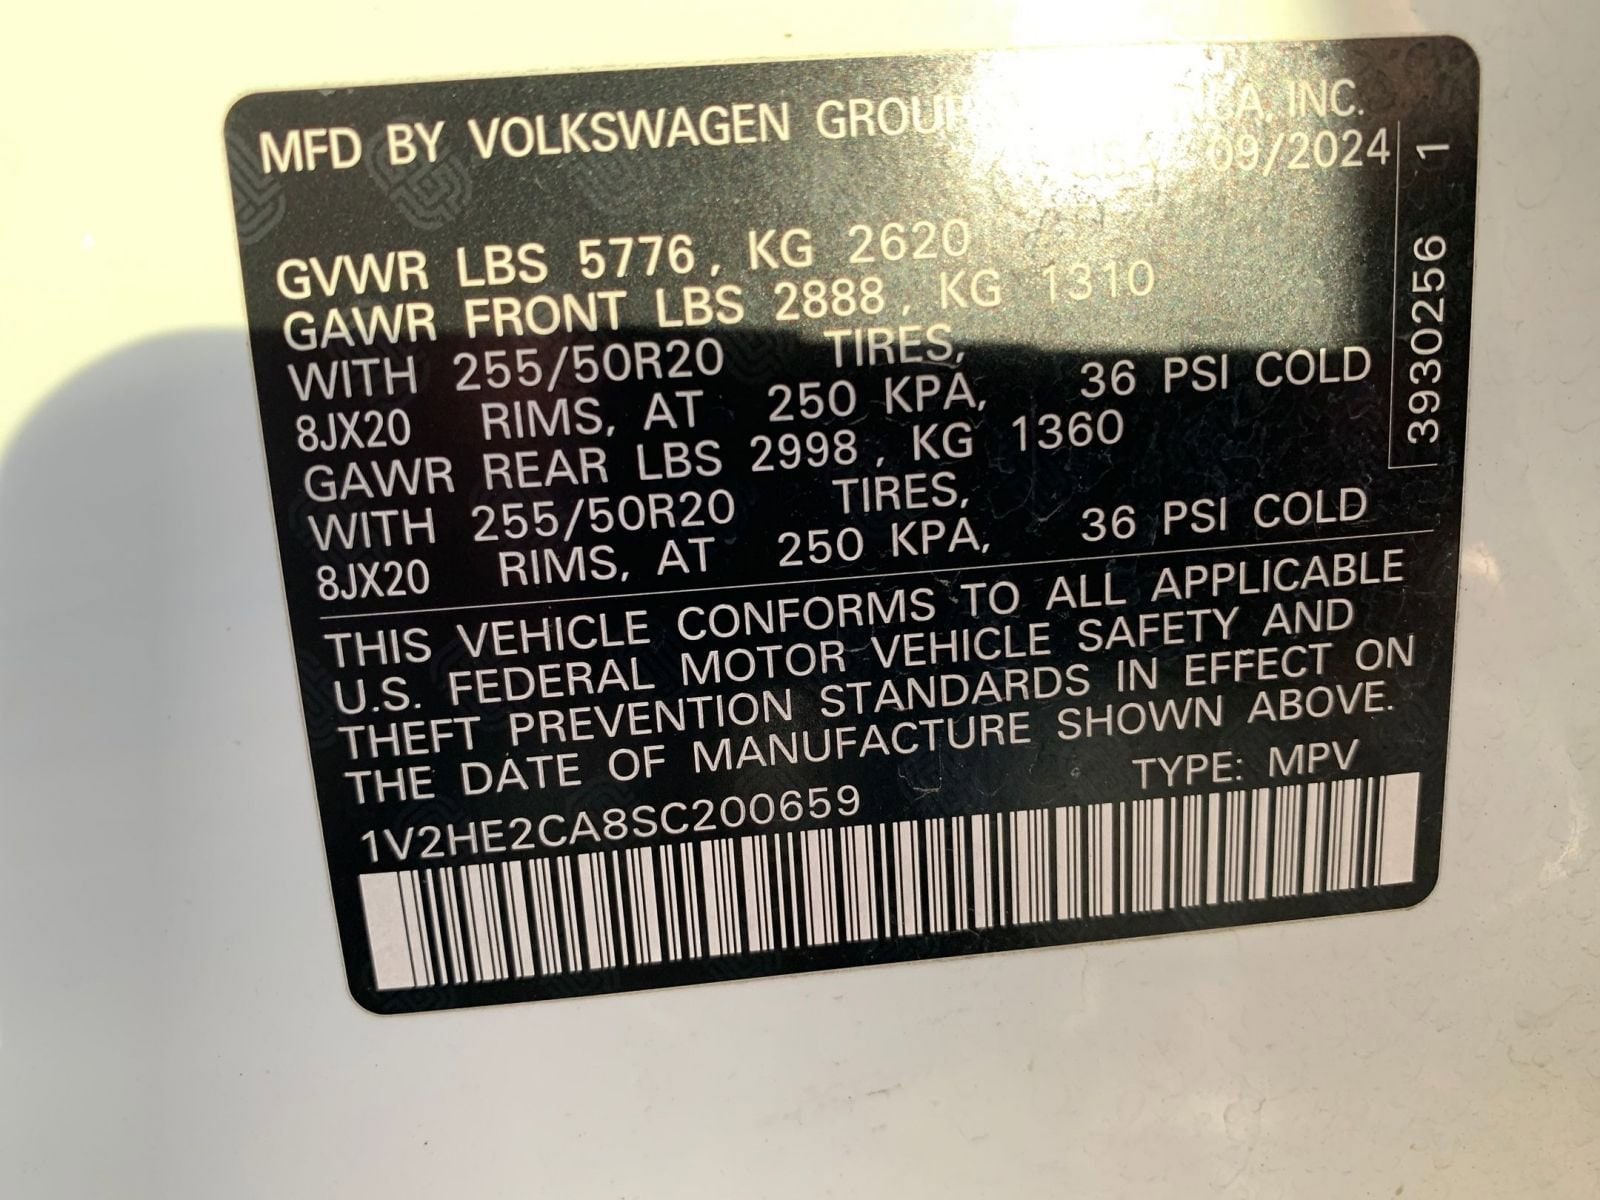 MFD BY VOLKSWAGEN GROUP INC.
09/2024
GVWR LBS 5776, KG 2620
GAWR FRONT LBS 2888, KG 1310
WITH 255/50R20 TIRES,
8JX20 RIMS, AT 250 KPA, 36 PSI COLD
GAWR REAR LBS 2998, KG 1360
WITH 255/50R20 TIRES,
8JX20 RIMS, AT 250 KPA, 36 PSI COLD
THIS VEHICLE CONFORMS TO ALL APPLICABLE
U.S. FEDERAL MOTOR VEHICLE SAFETY AND
THEFT PREVENTION STANDARDS IN EFFECT ON
THE DATE OF MANUFACTURE SHOWN ABOVE.
1V2HE2CA8SC200659 TYPE: MPV
3930256 1